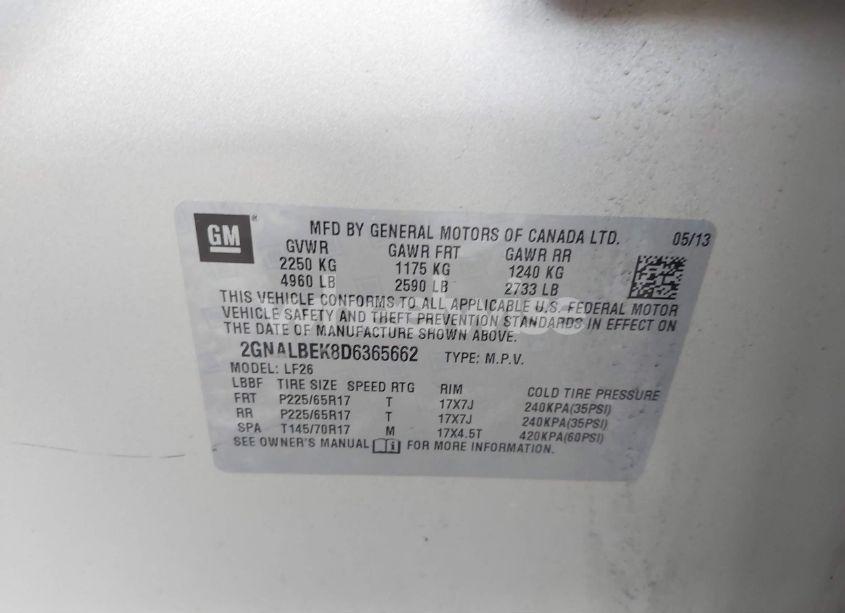 GM
MFD BY GENERAL MOTORS OF CANADA LTD. 05/13
GVWR GAWR FRT GAWR RR
2250 KG 1175 KG 1240 KG
4960 LB 2590 LB 2733 LB
THIS VEHICLE CONFORMS TO ALL APPLICABLE U.S. FEDERAL MOTOR
VEHICLE SAFETY AND THEFT PREVENTION STANDARDS IN EFFECT ON
THE DATE OF MANUFACTURE SHOWN ABOVE.
2GNALBEK8D6365662 TYPE: M.P.V.
MODEL: LF26
LBBF TIRE SIZE SPEED RTG RIM COLD TIRE PRESSURE
FRT P225/65R17 T 17X7J 240KPA(35PSI)
RR P225/65R17 T 17X7J 240KPA(35PSI)
SPA T145/70R17 M 17X4.5T 420KPA(60PSI)
SEE OWNER'S MANUAL FOR MORE INFORMATION.